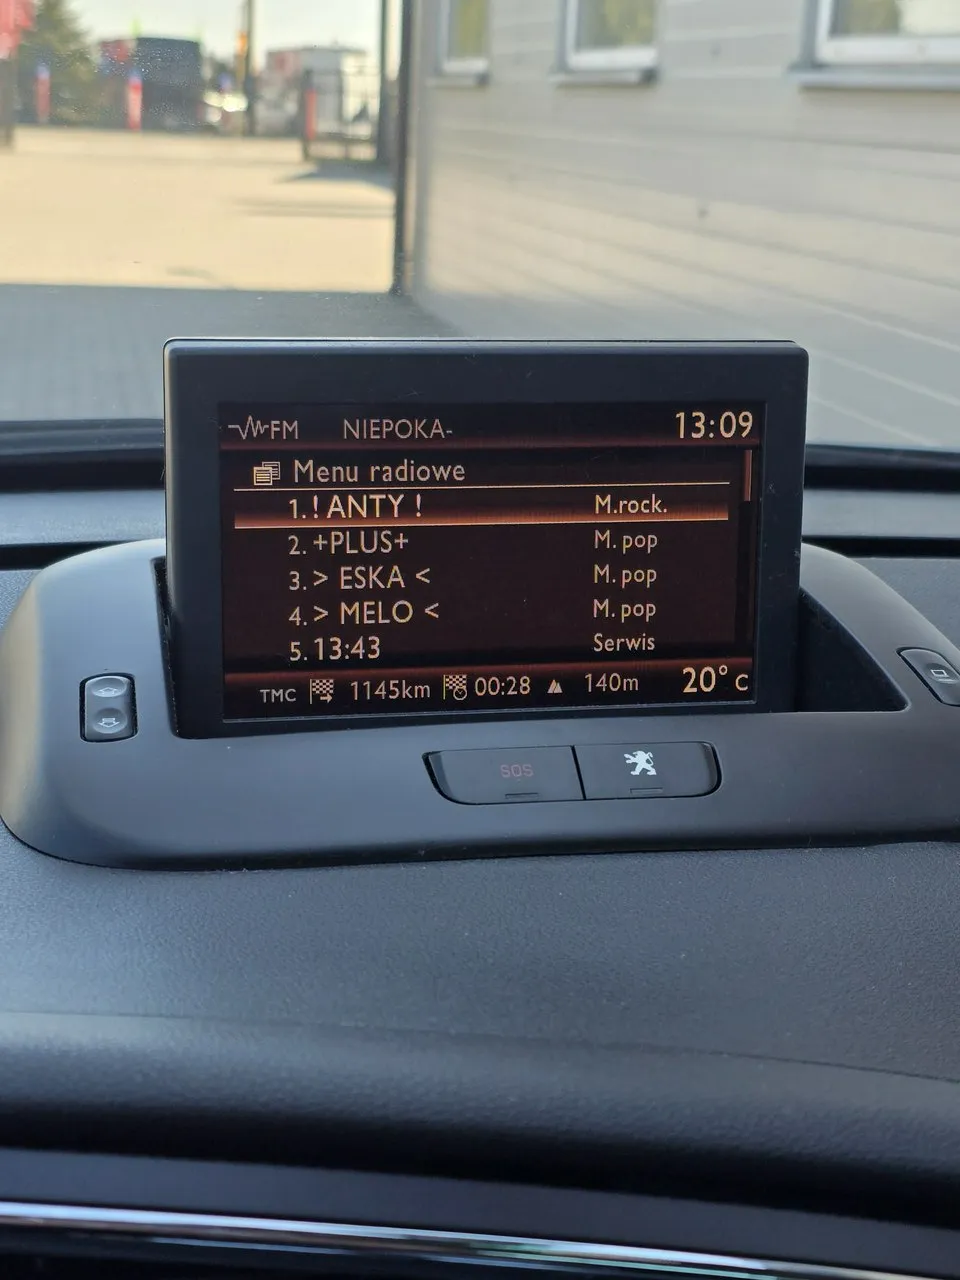 FM NIEPOKA- 13:09
Menu radiowe
1. ! ANTY ! M.rock.
2. +PLUS+ M. pop
3. > ESKA < M. pop
4. > MELO < M. pop
5. 13:43 Serwis
TMC 1145km 00:28 140m 20° C
SOS